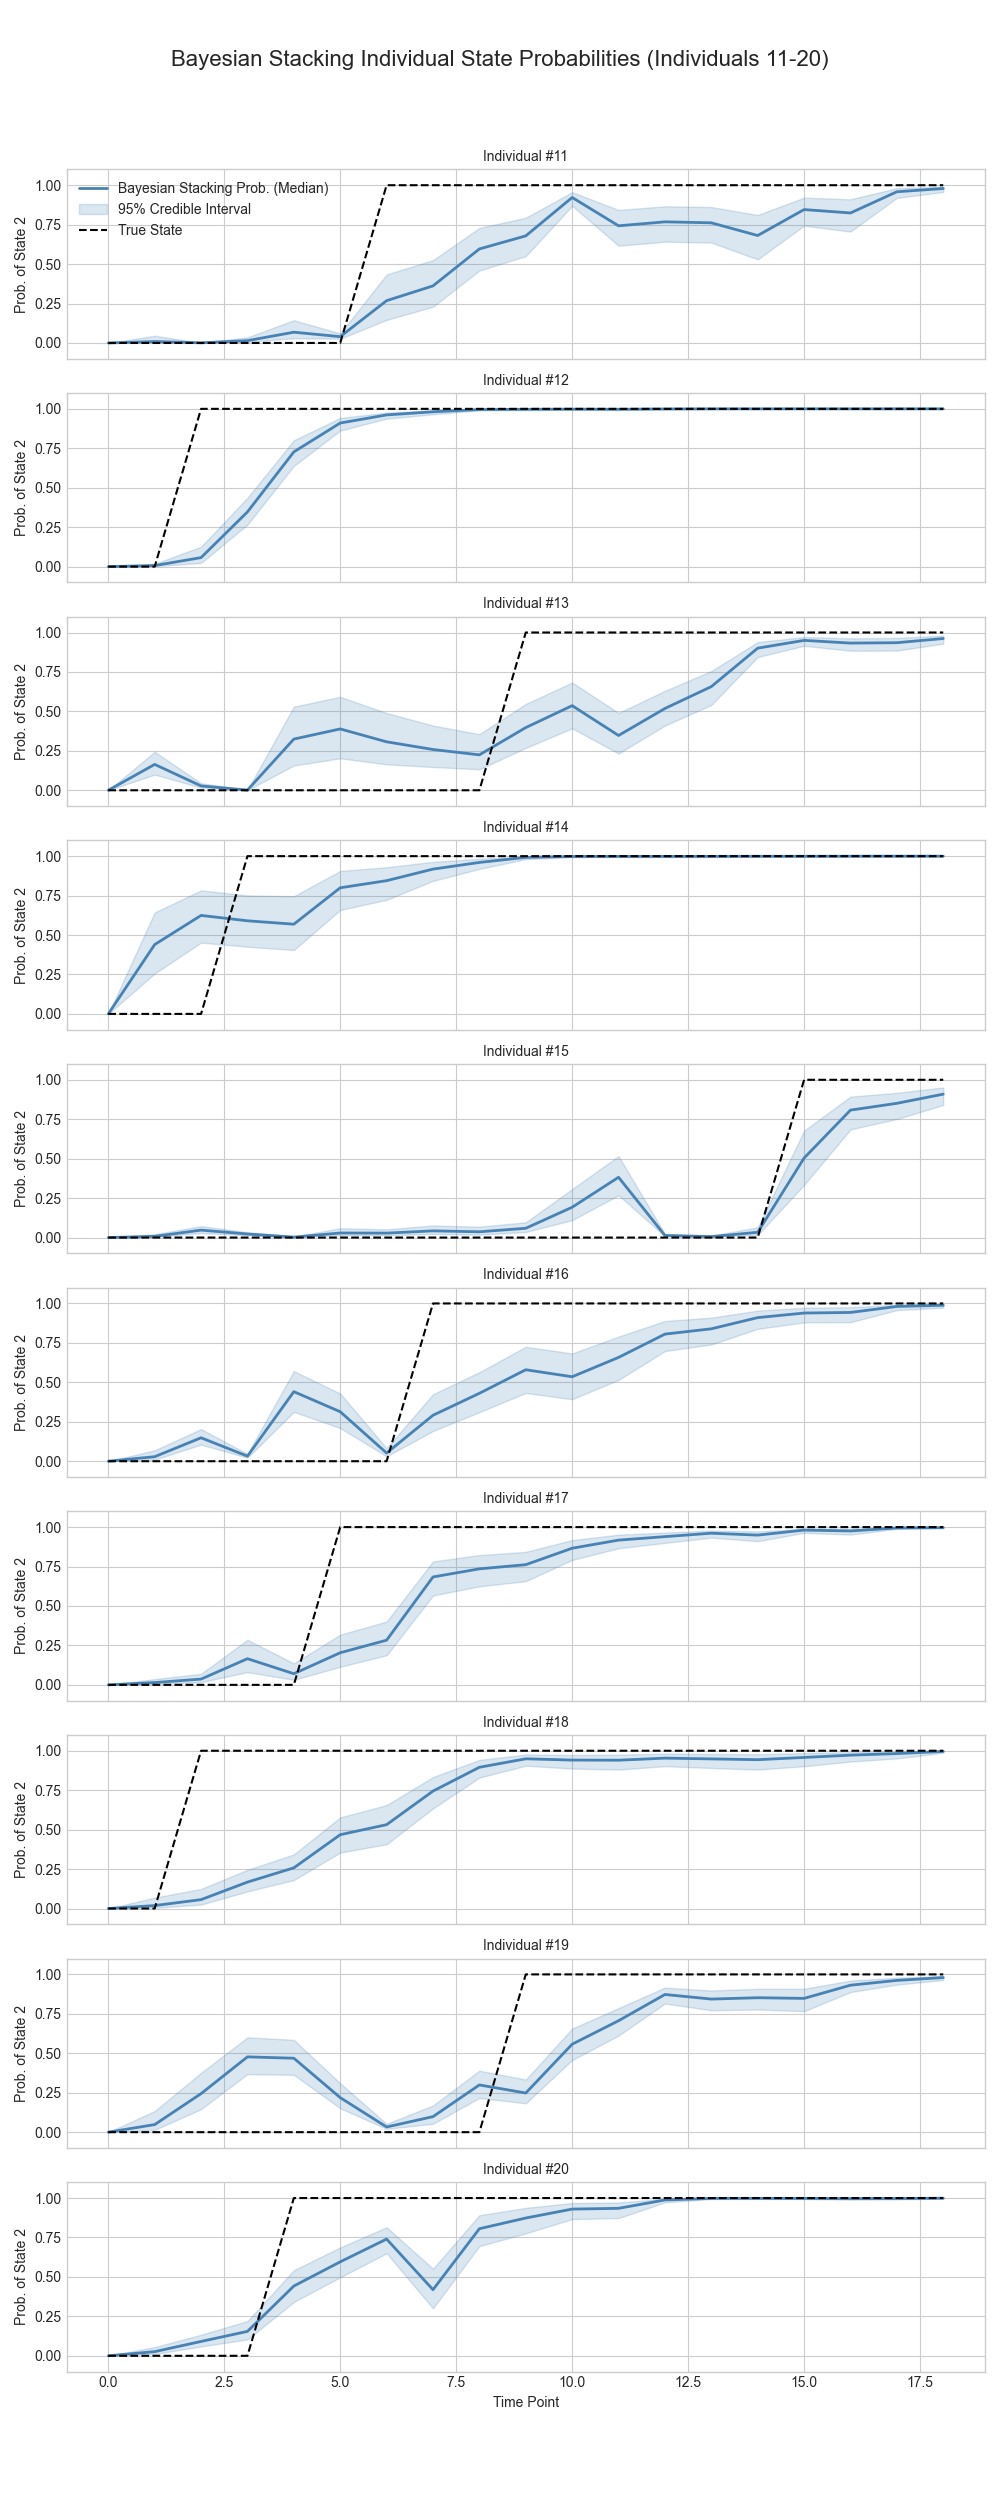 Bayesian Stacking Individual State Probabilities (Individuals 11-20)
Individual #11
Prob. of State 2
1.00
0.75
0.50
0.25
0.00
Bayesian Stacking Prob. (Median)
95% Credible Interval
True State
Individual #12
Prob. of State 2
1.00
0.75
0.50
0.25
0.00
Individual #13
Prob. of State 2
1.00
0.75
0.50
0.25
0.00
Individual #14
Prob. of State 2
1.00
0.75
0.50
0.25
0.00
Individual #15
Prob. of State 2
1.00
0.75
0.50
0.25
0.00
Individual #16
Prob. of State 2
1.00
0.75
0.50
0.25
0.00
Individual #17
Prob. of State 2
1.00
0.75
0.50
0.25
0.00
Individual #18
Prob. of State 2
1.00
0.75
0.50
0.25
0.00
Individual #19
Prob. of State 2
1.00
0.75
0.50
0.25
0.00
Individual #20
Prob. of State 2
1.00
0.75
0.50
0.25
0.00
0.0 2.5 5.0 7.5 10.0 12.5 15.0 17.5
Time Point